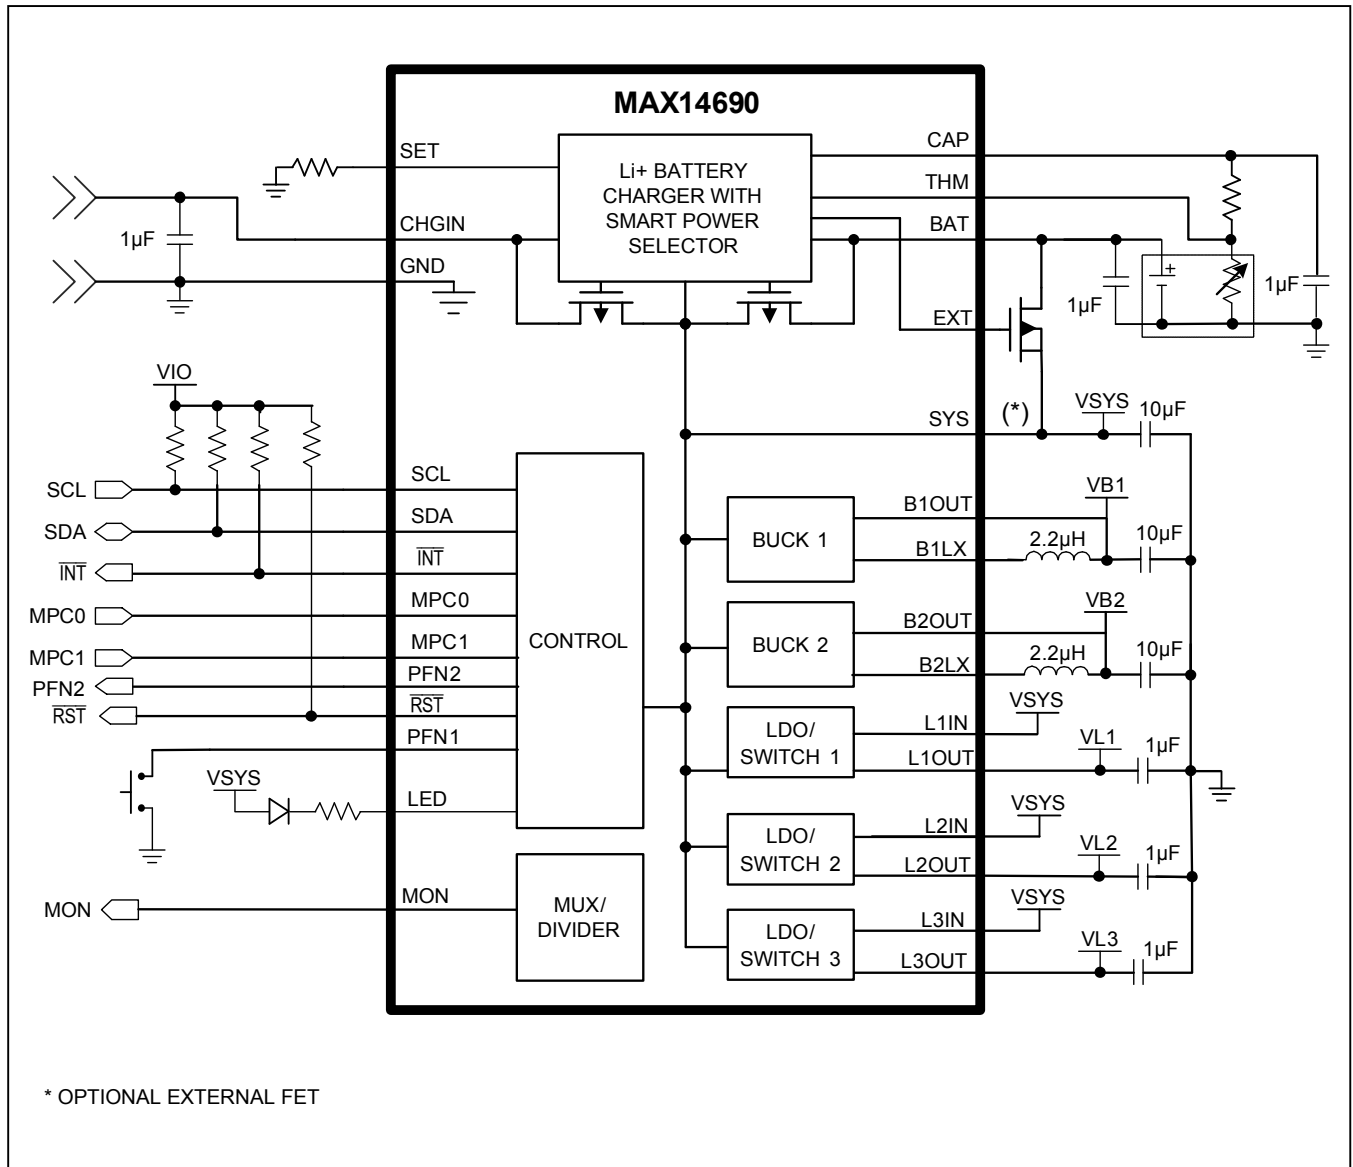 MAX14690
SET
CAP
Li+ BATTERY
CHARGER WITH
SMART POWER
SELECTOR
THM
1µF
CHGIN
BAT
GND
+
1µF
1µF
EXT
VIO
SYS
(*)
VSYS
10µF
SCL
SCL
SDA
SDA
INT
INT
MPC0
MPC0
MPC1
MPC1
PFN2
PFN2
RST
RST
PFN1
CONTROL
VSYS
LED
BUCK 1
B1OUT
B1LX
VB1
2.2µH
10µF
BUCK 2
B2OUT
B2LX
VB2
2.2µH
10µF
LDO/
SWITCH 1
L1IN
L1OUT
VSYS
VL1
1µF
LDO/
SWITCH 2
L2IN
L2OUT
VSYS
VL2
1µF
MON
MON
MUX/
DIVIDER
LDO/
SWITCH 3
L3IN
L3OUT
VSYS
VL3
1µF
* OPTIONAL EXTERNAL FET